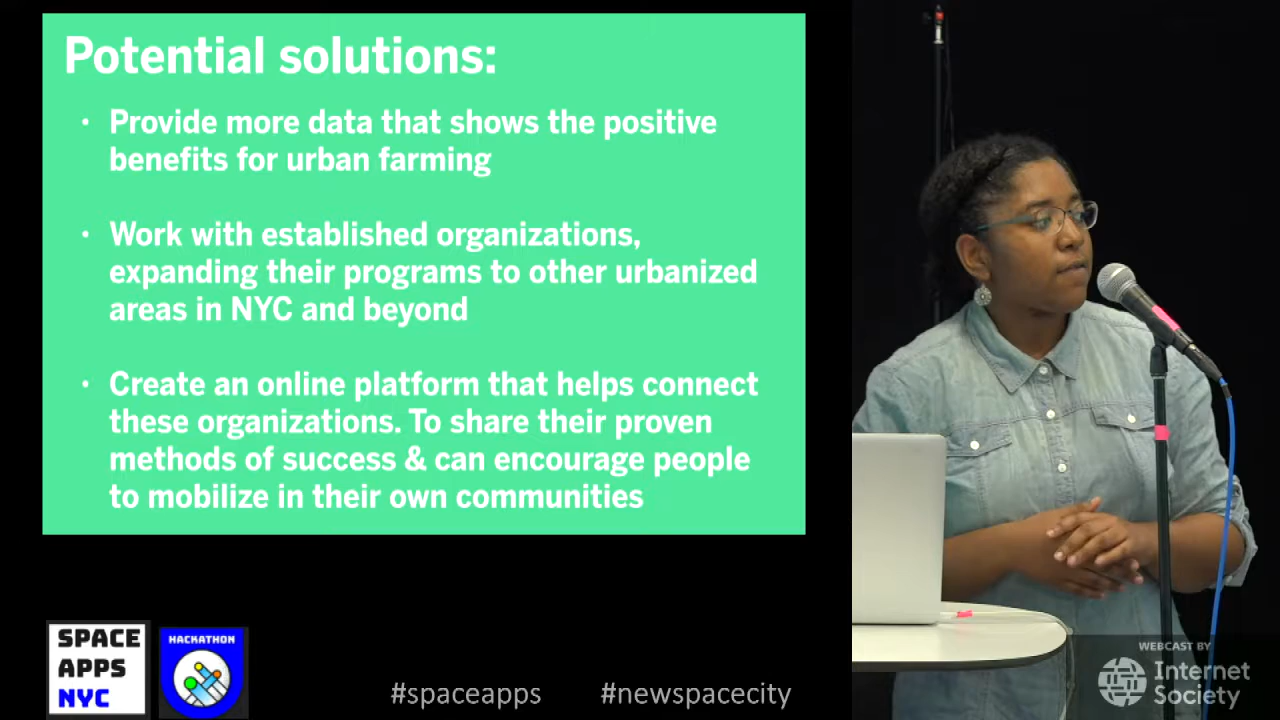 Potential solutions:
• Provide more data that shows the positive
benefits for urban farming
• Work with established organizations,
expanding their programs to other urbanized
areas in NYC and beyond
• Create an online platform that helps connect
these organizations. To share their proven
methods of success & can encourage people
to mobilize in their own communities
SPACE
APPS
NYC
HACKATHON
#spaceapps #newspacecity
WEBCAST BY
Internet
Society